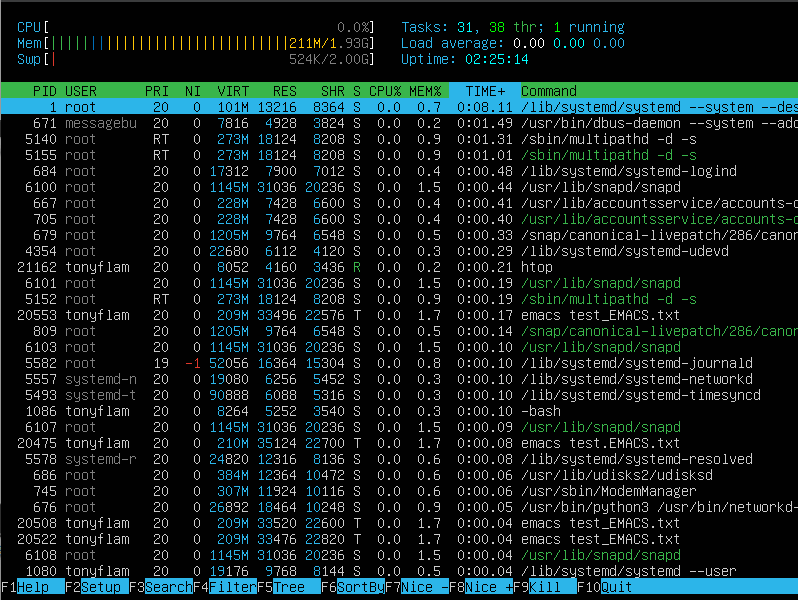 CPU[ 0.0%] Tasks: 31, 38 thr; 1 running
Mem[||||||||||||||||||||||||||||||211M/1.93G] Load average: 0.00 0.00 0.00
Swp[| 524K/2.00G] Uptime: 02:25:14
PID USER PRI NI VIRT RES SHR S CPU% MEM% TIME+ Command
1 root 20 0 101M 13216 8364 S 0.0 0.7 0:08.11 /lib/systemd/systemd --system --des
671 messagebu 20 0 7816 4928 3824 S 0.0 0.2 0:01.49 /usr/bin/dbus-daemon --system --add
5140 root RT 0 273M 18124 8208 S 0.0 0.9 0:01.31 /sbin/multipathd -d -s
5155 root RT 0 273M 18124 8208 S 0.0 0.9 0:01.01 /sbin/multipathd -d -s
684 root 20 0 17312 7900 7012 S 0.0 0.4 0:00.48 /lib/systemd/systemd-logind
6100 root 20 0 1145M 31036 20236 S 0.0 1.5 0:00.44 /usr/lib/snapd/snapd
667 root 20 0 228M 7428 6600 S 0.0 0.4 0:00.41 /usr/lib/accountsservice/accounts-d
705 root 20 0 228M 7428 6600 S 0.0 0.4 0:00.40 /usr/lib/accountsservice/accounts-d
679 root 20 0 1205M 9764 6548 S 0.0 0.5 0:00.33 /snap/canonical-livepatch/286/canon
4354 root 20 0 22680 6112 4120 S 0.0 0.3 0:00.29 /lib/systemd/systemd-udevd
21162 tonyflam 20 0 8052 4160 3436 R 0.0 0.2 0:00.21 htop
6101 root 20 0 1145M 31036 20236 S 0.0 1.5 0:00.19 /usr/lib/snapd/snapd
5152 root RT 0 273M 18124 8208 S 0.0 0.9 0:00.19 /sbin/multipathd -d -s
20553 tonyflam 20 0 209M 33496 22576 T 0.0 1.7 0:00.17 emacs test_EMACS.txt
809 root 20 0 1205M 9764 6548 S 0.0 0.5 0:00.14 /snap/canonical-livepatch/286/canon
6103 root 20 0 1145M 31036 20236 S 0.0 1.5 0:00.10 /usr/lib/snapd/snapd
5582 root 19 -1 52056 16364 15304 S 0.0 0.8 0:00.10 /lib/systemd/systemd-journald
5557 systemd-n 20 0 19080 6256 5452 S 0.0 0.3 0:00.10 /lib/systemd/systemd-networkd
5493 systemd-t 20 0 90888 6088 5316 S 0.0 0.3 0:00.10 /lib/systemd/systemd-timesyncd
1086 tonyflam 20 0 8264 5252 3540 S 0.0 0.3 0:00.10 -bash
6107 root 20 0 1145M 31036 20236 S 0.0 1.5 0:00.09 /usr/lib/snapd/snapd
20475 tonyflam 20 0 210M 35124 22700 T 0.0 1.7 0:00.08 emacs test.EMACS.txt
5578 systemd-r 20 0 24820 12316 8136 S 0.0 0.6 0:00.08 /lib/systemd/systemd-resolved
686 root 20 0 384M 12364 10472 S 0.0 0.6 0:00.08 /usr/lib/udisks2/udisksd
745 root 20 0 307M 11924 10116 S 0.0 0.6 0:00.05 /usr/sbin/ModemManager
676 root 20 0 26892 18464 10248 S 0.0 0.9 0:00.05 /usr/bin/python3 /usr/bin/networkd-
20508 tonyflam 20 0 209M 33520 22600 T 0.0 1.7 0:00.04 emacs test_EMACS.txt
20522 tonyflam 20 0 209M 33476 22820 T 0.0 1.7 0:00.04 emacs test_EMACS.txt
6108 root 20 0 1145M 31036 20236 S 0.0 1.5 0:00.04 /usr/lib/snapd/snapd
1080 tonyflam 20 0 19176 9768 8144 S 0.0 0.5 0:00.04 /lib/systemd/systemd --user
F1Help F2Setup F3SearchF4FilterF5Tree F6SortByF7Nice -F8Nice +F9Kill F10Quit